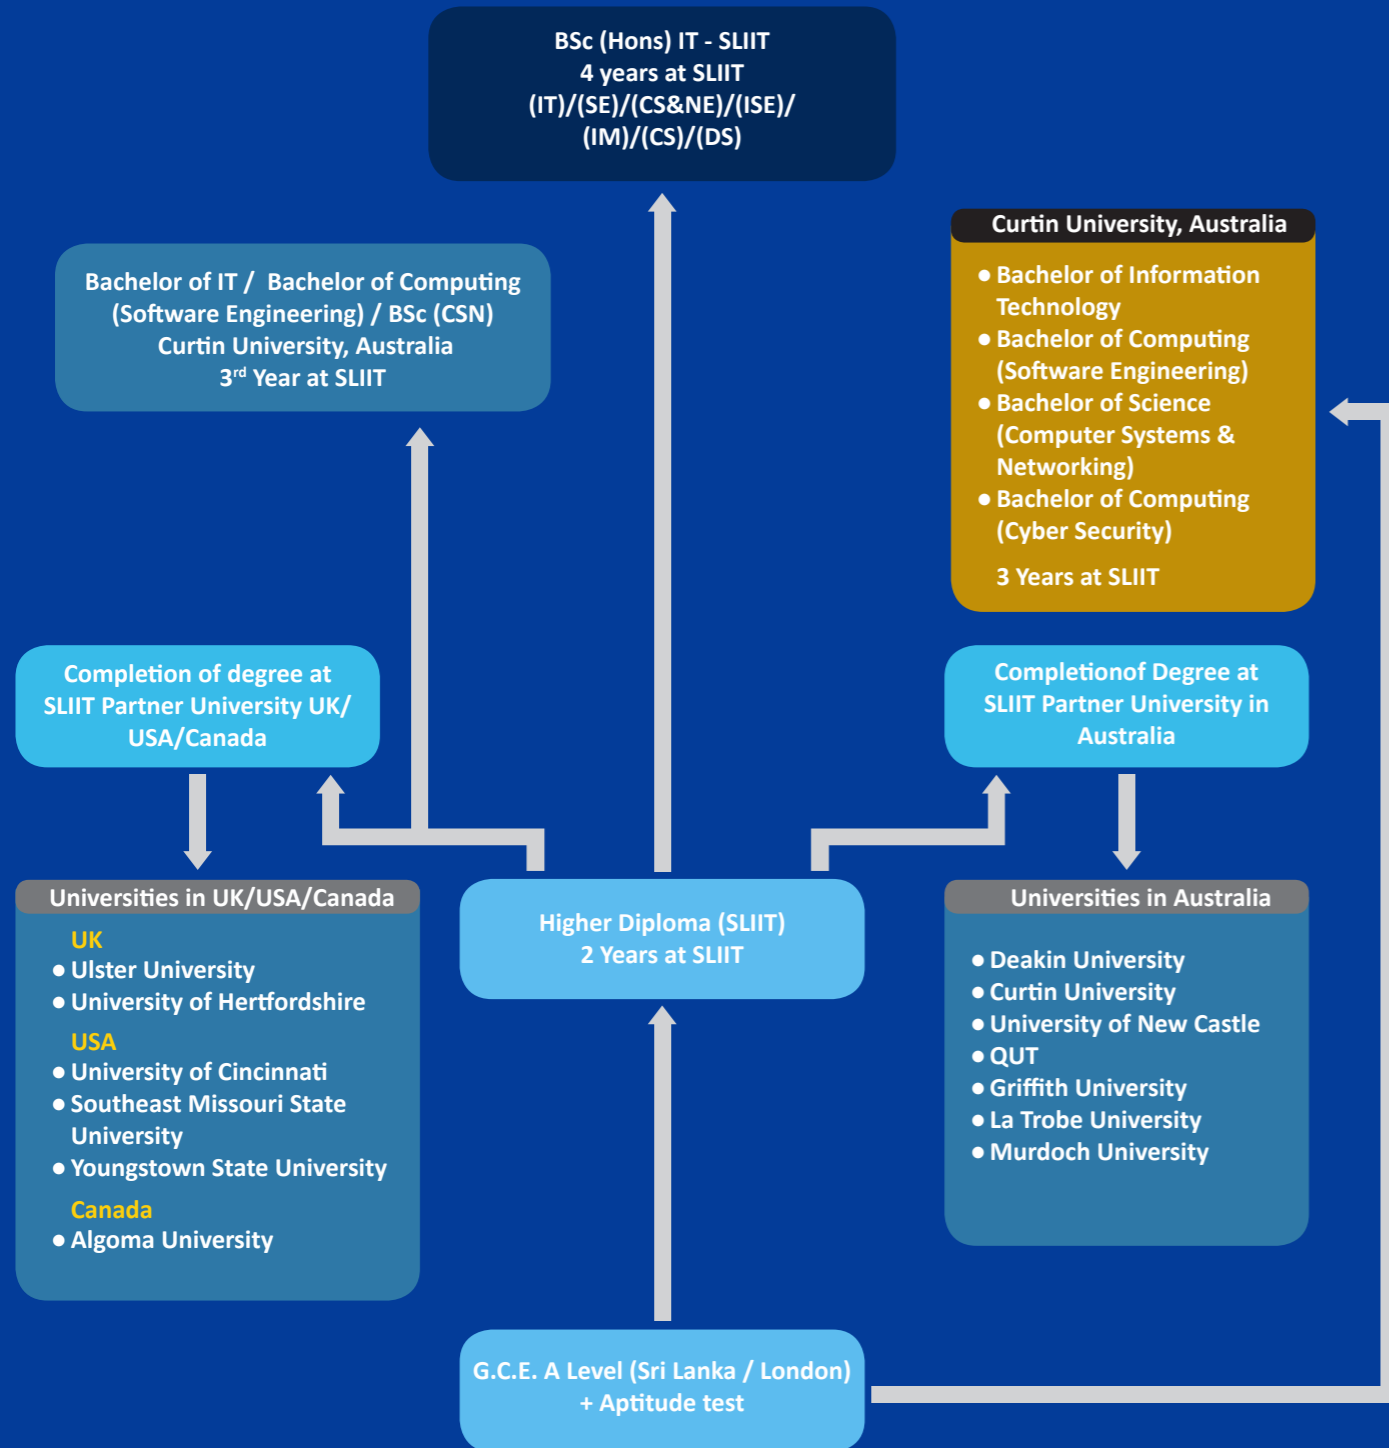 BSc (Hons) IT - SLIIT
4 years at SLIIT
(IT)/(SE)/(CS&NE)/(ISE)/
(IM)/(CS)/(DS)
Bachelor of IT / Bachelor of Computing
(Software Engineering) / BSc (CSN)
Curtin University, Australia
3rd Year at SLIIT
Curtin University, Australia
● Bachelor of Information
Technology
● Bachelor of Computing
(Software Engineering)
● Bachelor of Science
(Computer Systems &
Networking)
● Bachelor of Computing
(Cyber Security)
3 Years at SLIIT
Completion of degree at
SLIIT Partner University UK/
USA/Canada
Completionof Degree at
SLIIT Partner University in
Australia
Universities in UK/USA/Canada
UK
● Ulster University
● University of Hertfordshire
USA
● University of Cincinnati
● Southeast Missouri State
University
● Youngstown State University
Canada
● Algoma University
Higher Diploma (SLIIT)
2 Years at SLIIT
Universities in Australia
● Deakin University
● Curtin University
● University of New Castle
● QUT
● Griffith University
● La Trobe University
● Murdoch University
G.C.E. A Level (Sri Lanka / London)
+ Aptitude test